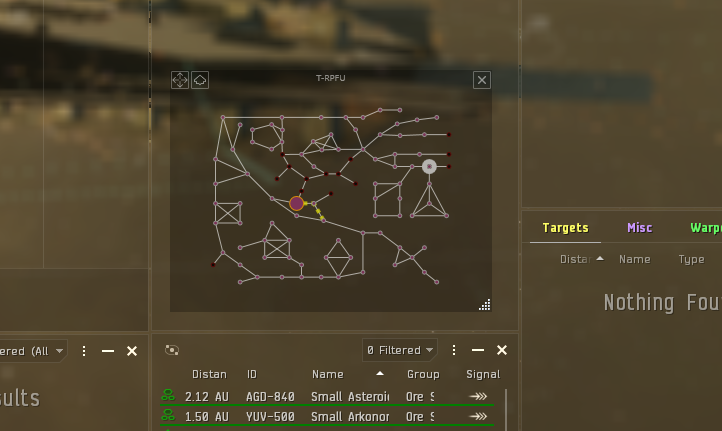 T-RPFU
Targets Misc Warp
Distan Name Type
Nothing Fou
ered (All
0 Filtered
Distan ID Name Group Signal
sults
2.12 AU AGD-840 Small Asteroi Ore S
1.50 AU YUV-500 Small Arkonor Ore S